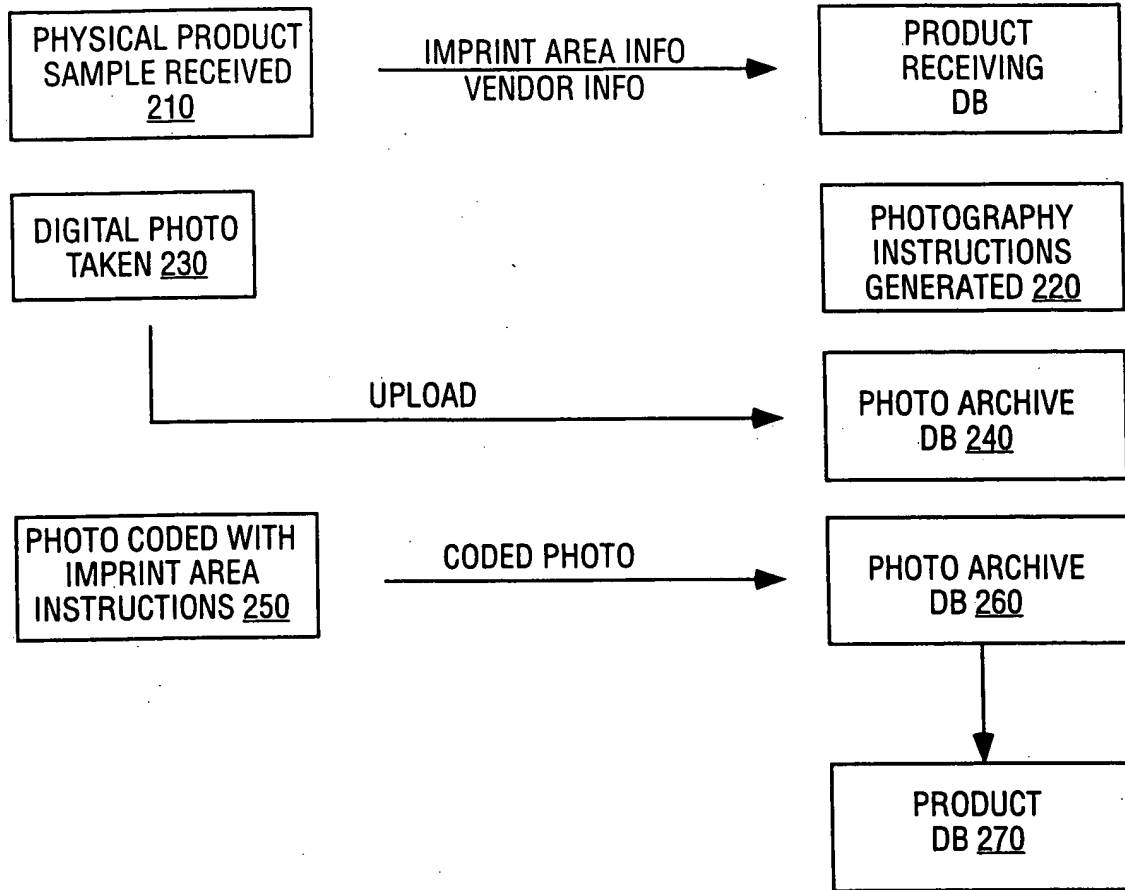 PHYSICAL PRODUCT
SAMPLE RECEIVED
210
IMPRINT AREA INFO
VENDOR INFO
PRODUCT
RECEIVING
DB
DIGITAL PHOTO
TAKEN 230
PHOTOGRAPHY
INSTRUCTIONS
GENERATED 220
UPLOAD
PHOTO ARCHIVE
DB 240
PHOTO CODED WITH
IMPRINT AREA
INSTRUCTIONS 250
CODED PHOTO
PHOTO ARCHIVE
DB 260
PRODUCT
DB 270